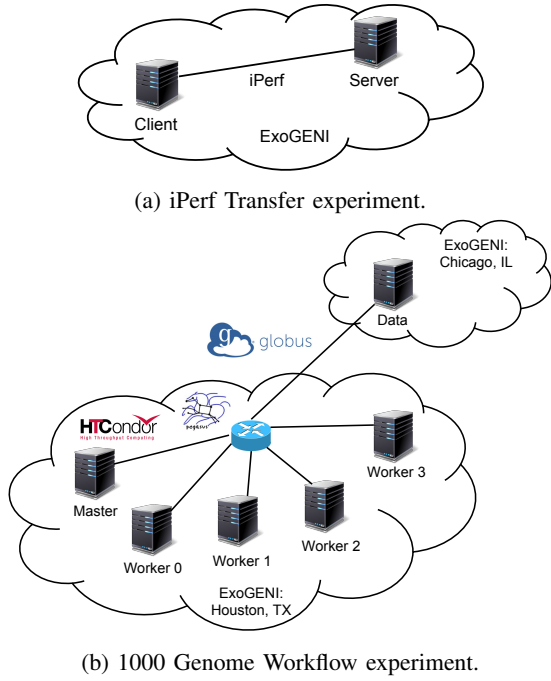 iPerf
Server
Client
ExoGENI
(a) iPerf Transfer experiment.
ExoGENI:
Chicago, IL
Data
g
globus
HTCondor
High Throughput Computing
pegasus
Worker 3
Master
Worker 2
Worker 1
Worker 0
ExoGENI:
Houston, TX
(b) 1000 Genome Workflow experiment.